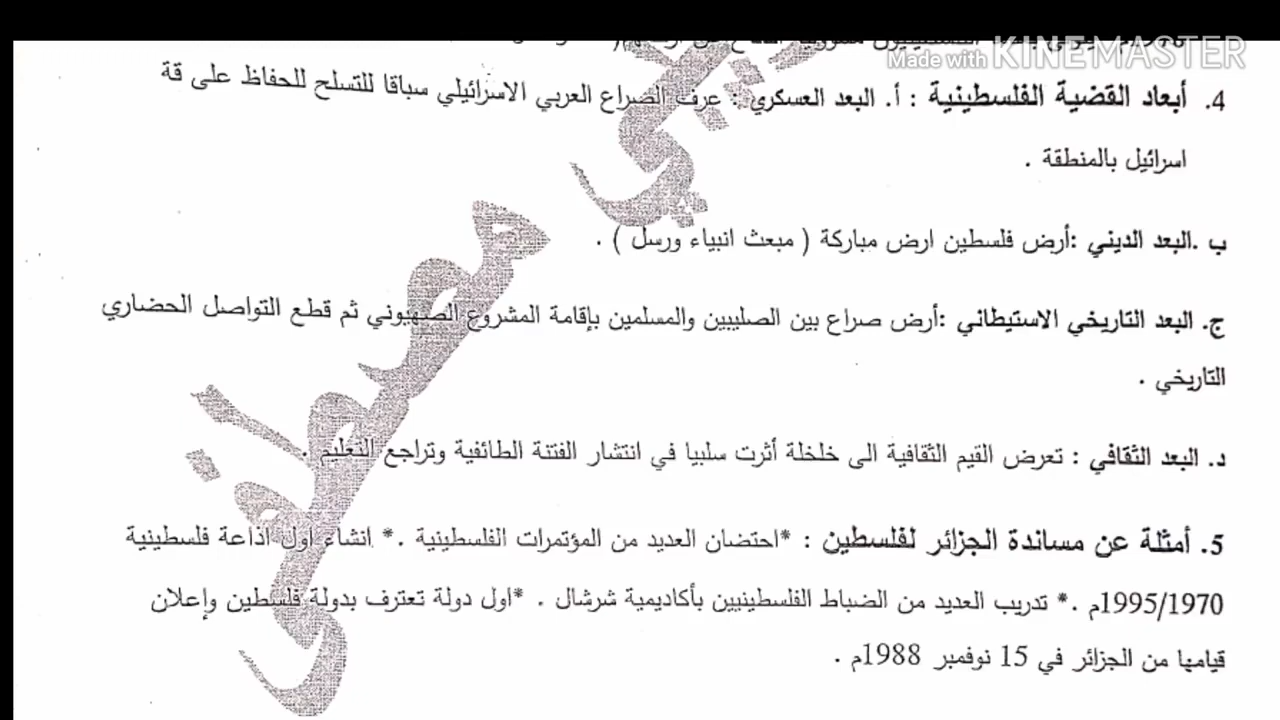 Made with KINEMASTER
4. أبعاد القضية الفلسطينية : أ. البعد العسكري : عرف الصراع العربي الاسرائيلي سباقا للتسلح للحفاظ على قة
اسرائيل بالمنطقة .
ب .البعد الديني :أرض فلسطين ارض مباركة ( مبعث انبياء ورسل ) .
ج. البعد التاريخي الاستيطاني :أرض صراع بين الصليبين والمسلمين بإقامة المشروع الصهيوني ثم قطع التواصل الحضاري
التاريخي .
د. البعد الثقافي : تعرض القيم الثقافية الى خلخلة أثرت سلبيا في انتشار الفتنة الطائفية وتراجع التعليم .
5. أمثلة عن مساندة الجزائر لفلسطين : *احتضان العديد من المؤتمرات الفلسطينية .* انشاء اول اذاعة فلسطينية
1995/1970م .* تدريب العديد من الضباط الفلسطينيين بأكاديمية شرشال . *اول دولة تعترف بدولة فلسطين وإعلان
قيامها من الجزائر في 15 نوفمبر 1988م .